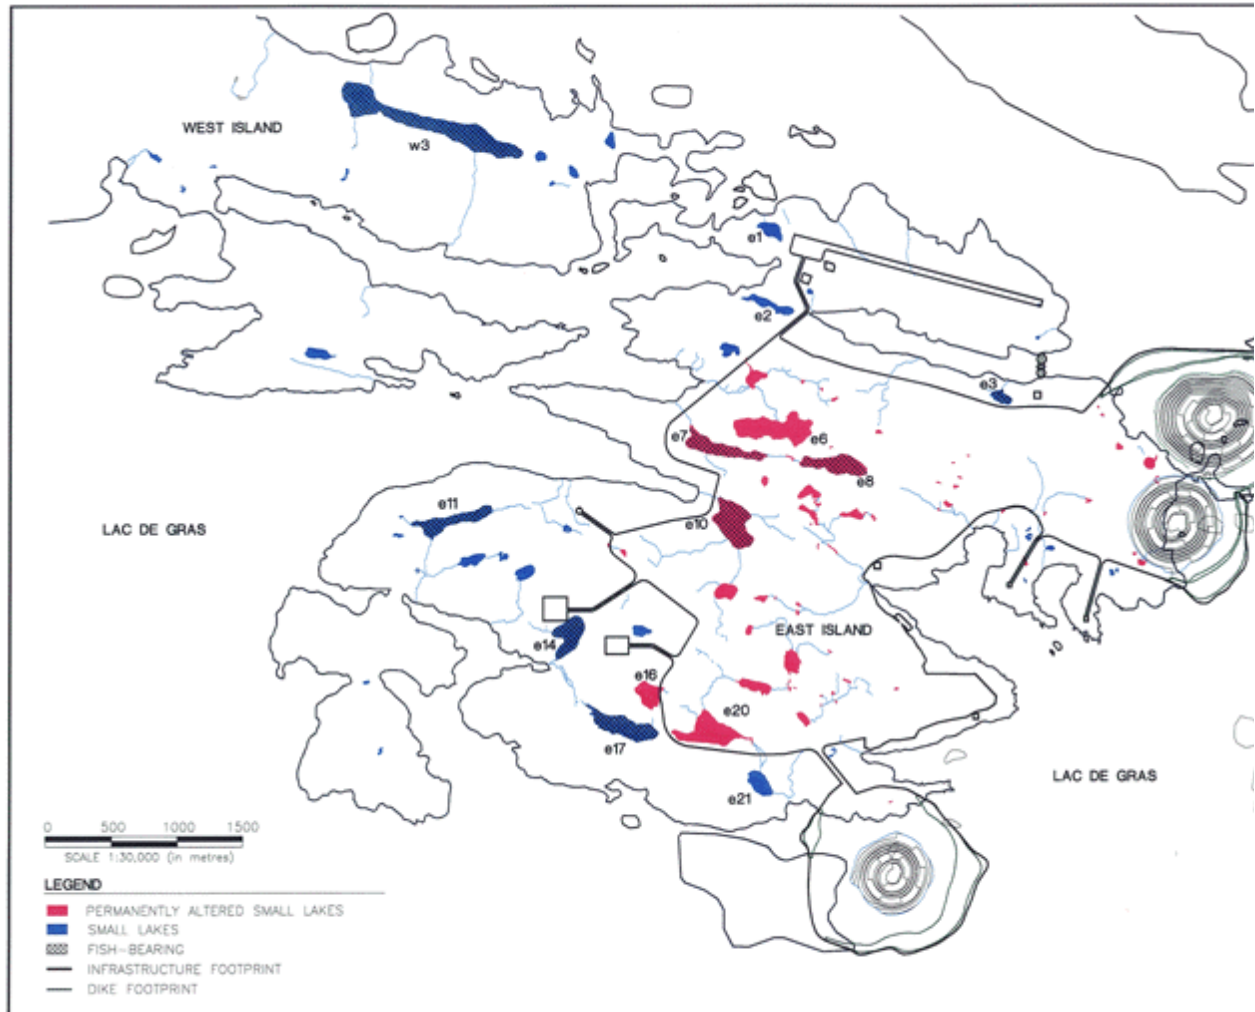 WEST ISLAND
w3
e1
e2
e3
e7
e6
e8
e11
e10
LAC DE GRAS
EAST ISLAND
e14
e16
e20
e17
LAC DE GRAS
e21
0 500 1000 1500
SCALE 1:30,000 (in metres)
LEGEND
PERMANENTLY ALTERED SMALL LAKES
SMALL LAKES
FISH-BEARING
INFRASTRUCTURE FOOTPRINT
DIKE FOOTPRINT